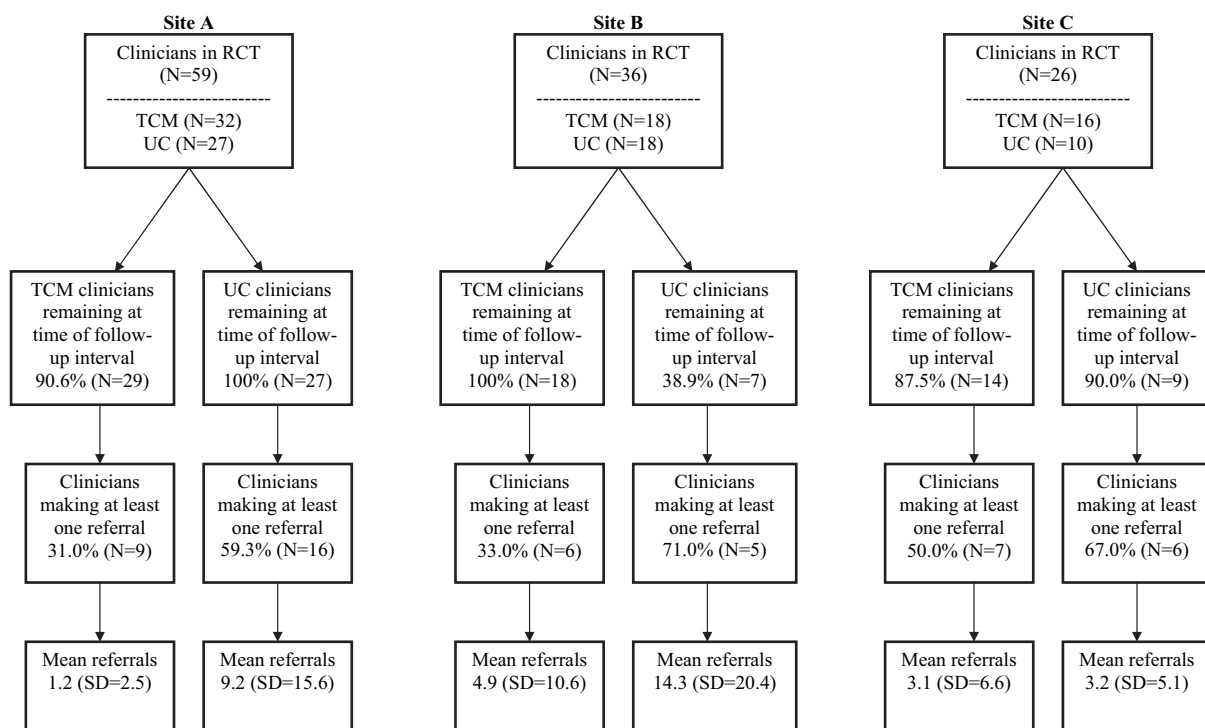 Site A
Clinicians in RCT
(N=59)
-------------------------
TCM (N=32)
UC (N=27)
TCM clinicians
remaining at
time of follow-
up interval
90.6% (N=29)
Clinicians
making at least
one referral
31.0% (N=9)
Mean referrals
1.2 (SD=2.5)
UC clinicians
remaining at
time of follow-
up interval
100% (N=27)
Clinicians
making at least
one referral
59.3% (N=16)
Mean referrals
9.2 (SD=15.6)
Site B
Clinicians in RCT
(N=36)
-------------------------
TCM (N=18)
UC (N=18)
TCM clinicians
remaining at
time of follow-
up interval
100% (N=18)
Clinicians
making at least
one referral
33.0% (N=6)
Mean referrals
4.9 (SD=10.6)
UC clinicians
remaining at
time of follow-
up interval
38.9% (N=7)
Clinicians
making at least
one referral
71.0% (N=5)
Mean referrals
14.3 (SD=20.4)
Site C
Clinicians in RCT
(N=26)
-------------------------
TCM (N=16)
UC (N=10)
TCM clinicians
remaining at
time of follow-
up interval
87.5% (N=14)
Clinicians
making at least
one referral
50.0% (N=7)
Mean referrals
3.1 (SD=6.6)
UC clinicians
remaining at
time of follow-
up interval
90.0% (N=9)
Clinicians
making at least
one referral
67.0% (N=6)
Mean referrals
3.2 (SD=5.1)